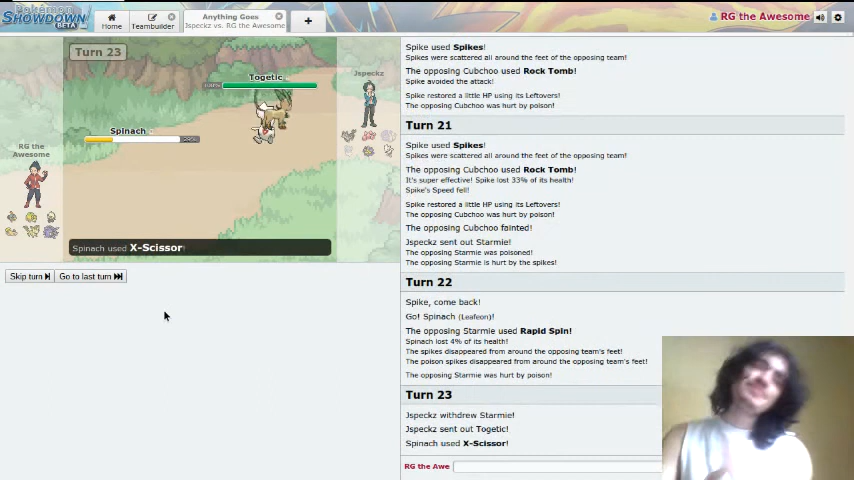 Pokémon
SHOWDOWN
BETA
Home
Teambuilder
Anything Goes
Jspeckz vs. RG the Awesome
+
RG the Awesome
Turn 23
Togetic
100%
Jspeckz
Spinach
RG the
Awesome
Spinach used X-Scissor!
Skip turn
Go to last turn
Spike used Spikes!
Spikes were scattered all around the feet of the opposing team!
The opposing Cubchoo used Rock Tomb!
Spike avoided the attack!
Spike restored a little HP using its Leftovers!
The opposing Cubchoo was hurt by poison!
Turn 21
Spike used Spikes!
Spikes were scattered all around the feet of the opposing team!
The opposing Cubchoo used Rock Tomb!
It's super effective! Spike lost 33% of its health!
Spike's Speed fell!
Spike restored a little HP using its Leftovers!
The opposing Cubchoo was hurt by poison!
The opposing Cubchoo fainted!
Jspeckz sent out Starmie!
The opposing Starmie was poisoned!
The opposing Starmie is hurt by the spikes!
Turn 22
Spike, come back!
Go! Spinach (Leafeon)!
The opposing Starmie used Rapid Spin!
Spinach lost 4% of its health!
The spikes disappeared from around the opposing team's feet!
The poison spikes disappeared from around the opposing team's feet!
The opposing Starmie was hurt by poison!
Turn 23
Jspeckz withdrew Starmie!
Jspeckz sent out Togetic!
Spinach used X-Scissor!
RG the Awe